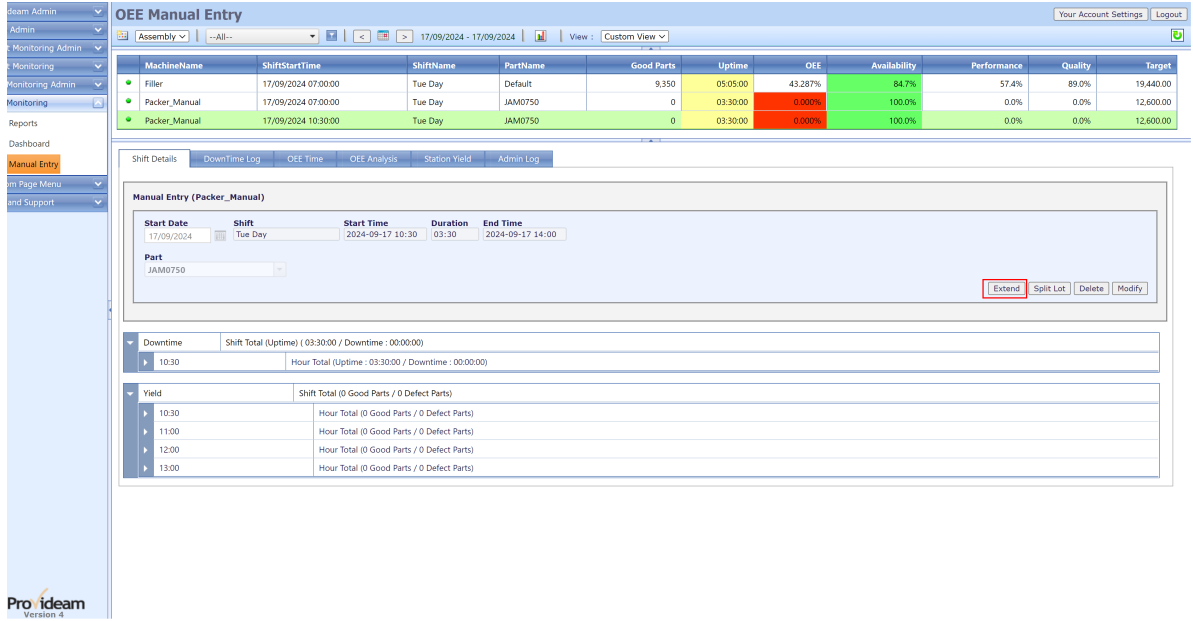 OEE Manual Entry
Your Account Settings Logout
deam Admin
Admin
t Monitoring Admin
t Monitoring
Monitoring Admin
Monitoring
Reports
Dashboard
Manual Entry
om Page Menu
and Support
Assembly --All-- < > 17/09/2024 - 17/09/2024 View : Custom View
MachineName ShiftStartTime ShiftName PartName Good Parts Uptime OEE Availability Performance Quality Target
Filler 17/09/2024 07:00:00 Tue Day Default 9,350 05:05:00 43.287% 84.7% 57.4% 89.0% 19,440.00
Packer_Manual 17/09/2024 07:00:00 Tue Day JAM0750 0 03:30:00 0.000% 100.0% 0.0% 0.0% 12,600.00
Packer_Manual 17/09/2024 10:30:00 Tue Day JAM0750 0 03:30:00 0.000% 100.0% 0.0% 0.0% 12,600.00
Shift Details DownTime Log OEE Time OEE Analysis Station Yield Admin Log
Manual Entry (Packer_Manual)
Start Date Shift Start Time Duration End Time
17/09/2024 Tue Day 2024-09-17 10:30 03:30 2024-09-17 14:00
Part
JAM0750
Extend Split Lot Delete Modify
Downtime Shift Total (Uptime) ( 03:30:00 / Downtime : 00:00:00)
10:30 Hour Total (Uptime : 03:30:00 / Downtime : 00:00:00)
Yield Shift Total (0 Good Parts / 0 Defect Parts)
10:30 Hour Total (0 Good Parts / 0 Defect Parts)
11:00 Hour Total (0 Good Parts / 0 Defect Parts)
12:00 Hour Total (0 Good Parts / 0 Defect Parts)
13:00 Hour Total (0 Good Parts / 0 Defect Parts)
Provideam
Version 4